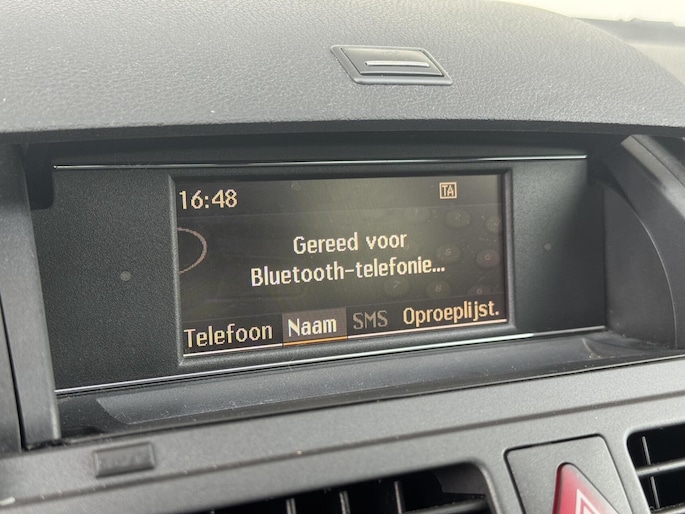 16:48 TA
Gereed voor
Bluetooth-telefonie...
Telefoon Naam SMS Oproeplijst.